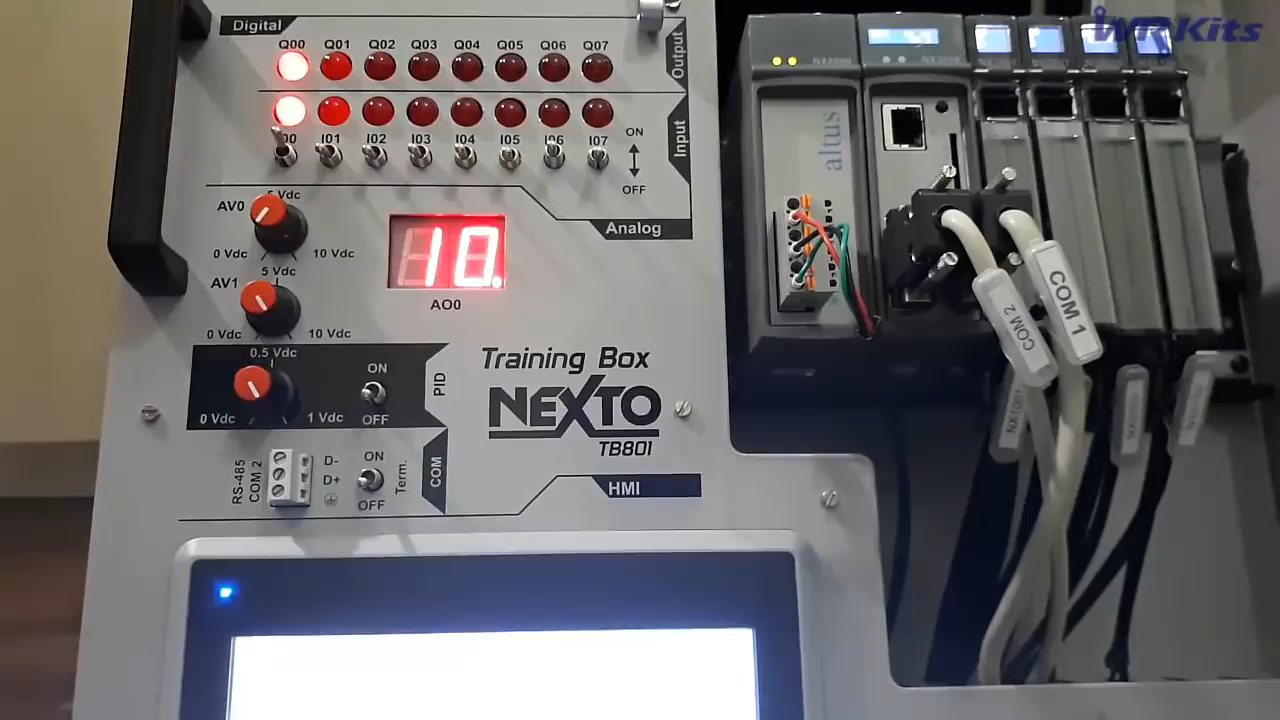 WRKits
Digital
Q00 Q01 Q02 Q03 Q04 Q05 Q06 Q07
Output
I01 I02 I03 I04 I05 I06 I07
Input
ON
OFF
AV0
5 Vdc
0 Vdc
10 Vdc
Analog
AV1
5 Vdc
0 Vdc
10 Vdc
10.
AO0
0.5 Vdc
0 Vdc
1 Vdc
ON
OFF
PID
Training Box
NEXTO
TB801
RS-485
COM 2
D-
D+
ON
OFF
Term.
COM
HMI
altus
COM 2
COM 1